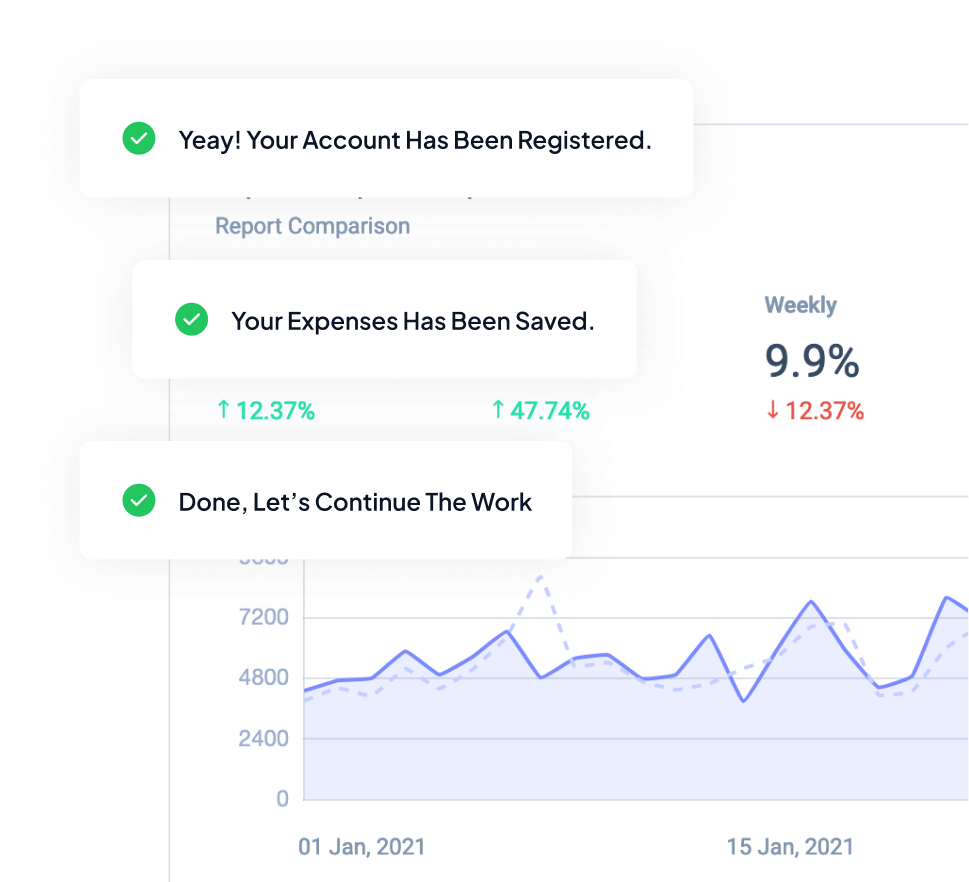 Yeay! Your Account Has Been Registered.
Report Comparison
Your Expenses Has Been Saved.
Weekly
9.9%
↑ 12.37%
↑ 47.74%
↓ 12.37%
Done, Let’s Continue The Work
7200
4800
2400
0
01 Jan, 2021
15 Jan, 2021